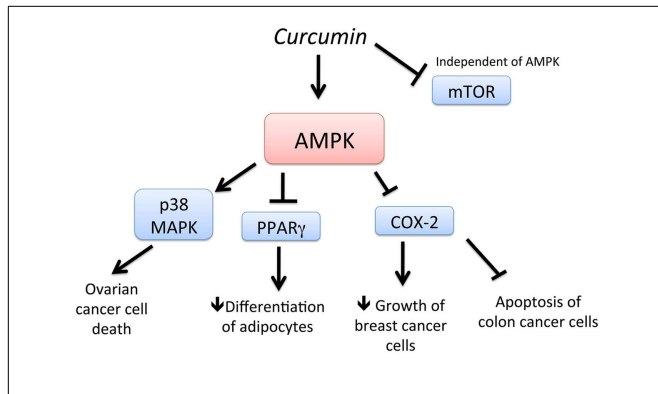 Curcumin
Independent of AMPK
mTOR
AMPK
p38
MAPK
PPARγ
COX-2
Ovarian
cancer cell
death
🡻Differentiation
of adipocytes
🡻 Growth of
breast cancer
cells
Apoptosis of
colon cancer cells